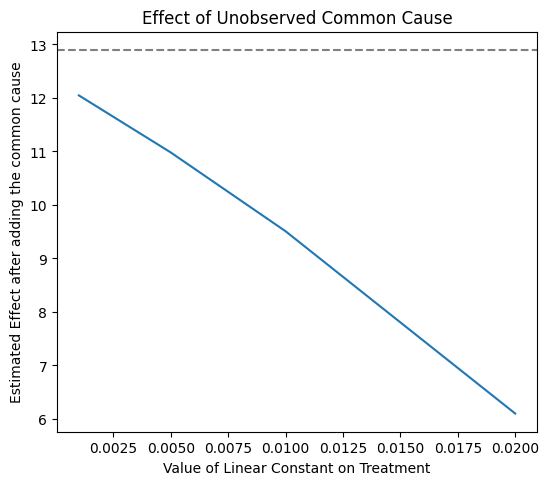 Effect of Unobserved Common Cause
Estimated Effect after adding the common cause
13
12
11
10
9
8
7
6
0.0025 0.0050 0.0075 0.0100 0.0125 0.0150 0.0175 0.0200
Value of Linear Constant on Treatment